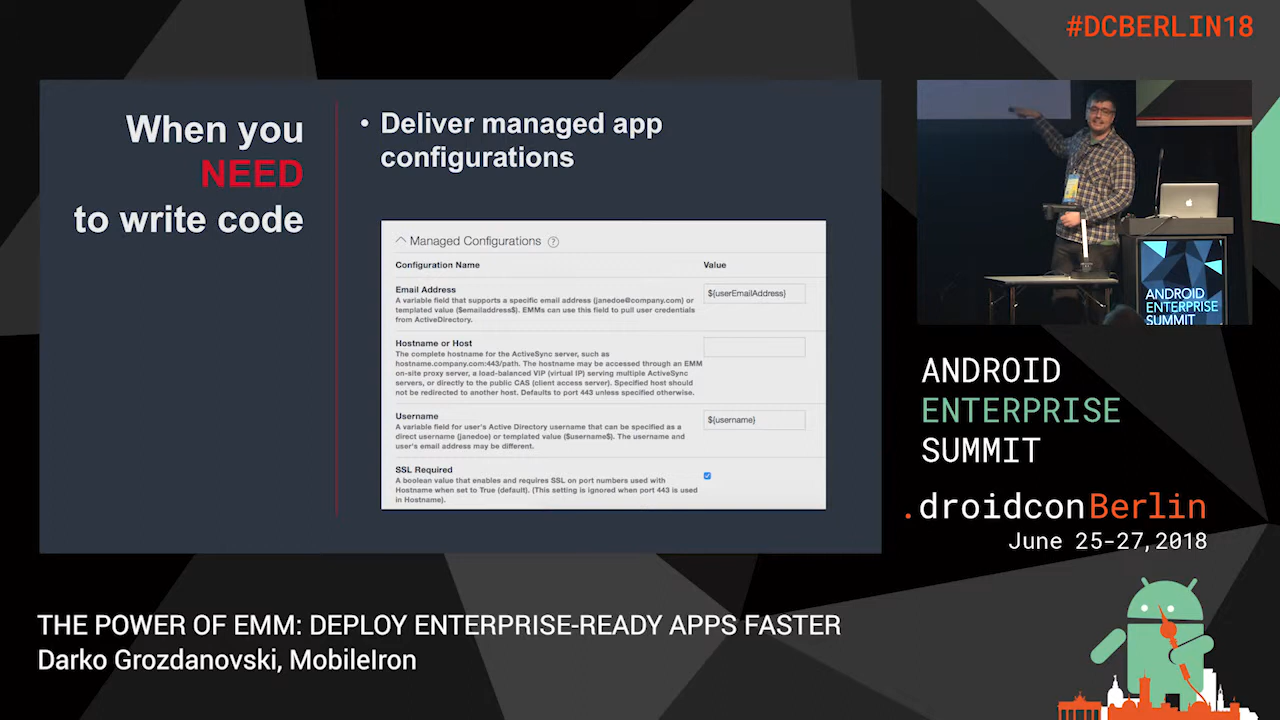 #DCBERLIN18
When you
NEED
to write code
• Deliver managed app
configurations
Managed Configurations ?
Configuration Name Value
Email Address
A variable field that supports a specific email address (janedoe@company.com) or
templated value ($emailaddress$). EMMs can use this field to pull user credentials
from ActiveDirectory.
${userEmailAddress}
Hostname or Host
The complete hostname for the ActiveSync server, such as
hostname.company.com:443/path. The hostname may be accessed through an EMM
on-site proxy server, a load-balanced VIP (virtual IP) serving multiple ActiveSync
servers, or directly to the public CAS (client access server). Specified host should
not be redirected to another host. Defaults to port 443 unless specified otherwise.
Username
A variable field for user's Active Directory username that can be specified as a
direct username (janedoe) or templated value ($username$). The username and
user's email address may be different.
${username}
SSL Required
A boolean value that enables and requires SSL on port numbers used with
Hostname when set to True (default). (This setting is ignored when port 443 is used
in Hostname).
ANDROID
ENTERPRISE
SUMMIT
ANDROID
ENTERPRISE
SUMMIT
.droidconBerlin
June 25-27,2018
THE POWER OF EMM: DEPLOY ENTERPRISE-READY APPS FASTER
Darko Grozdanovski, MobileIron